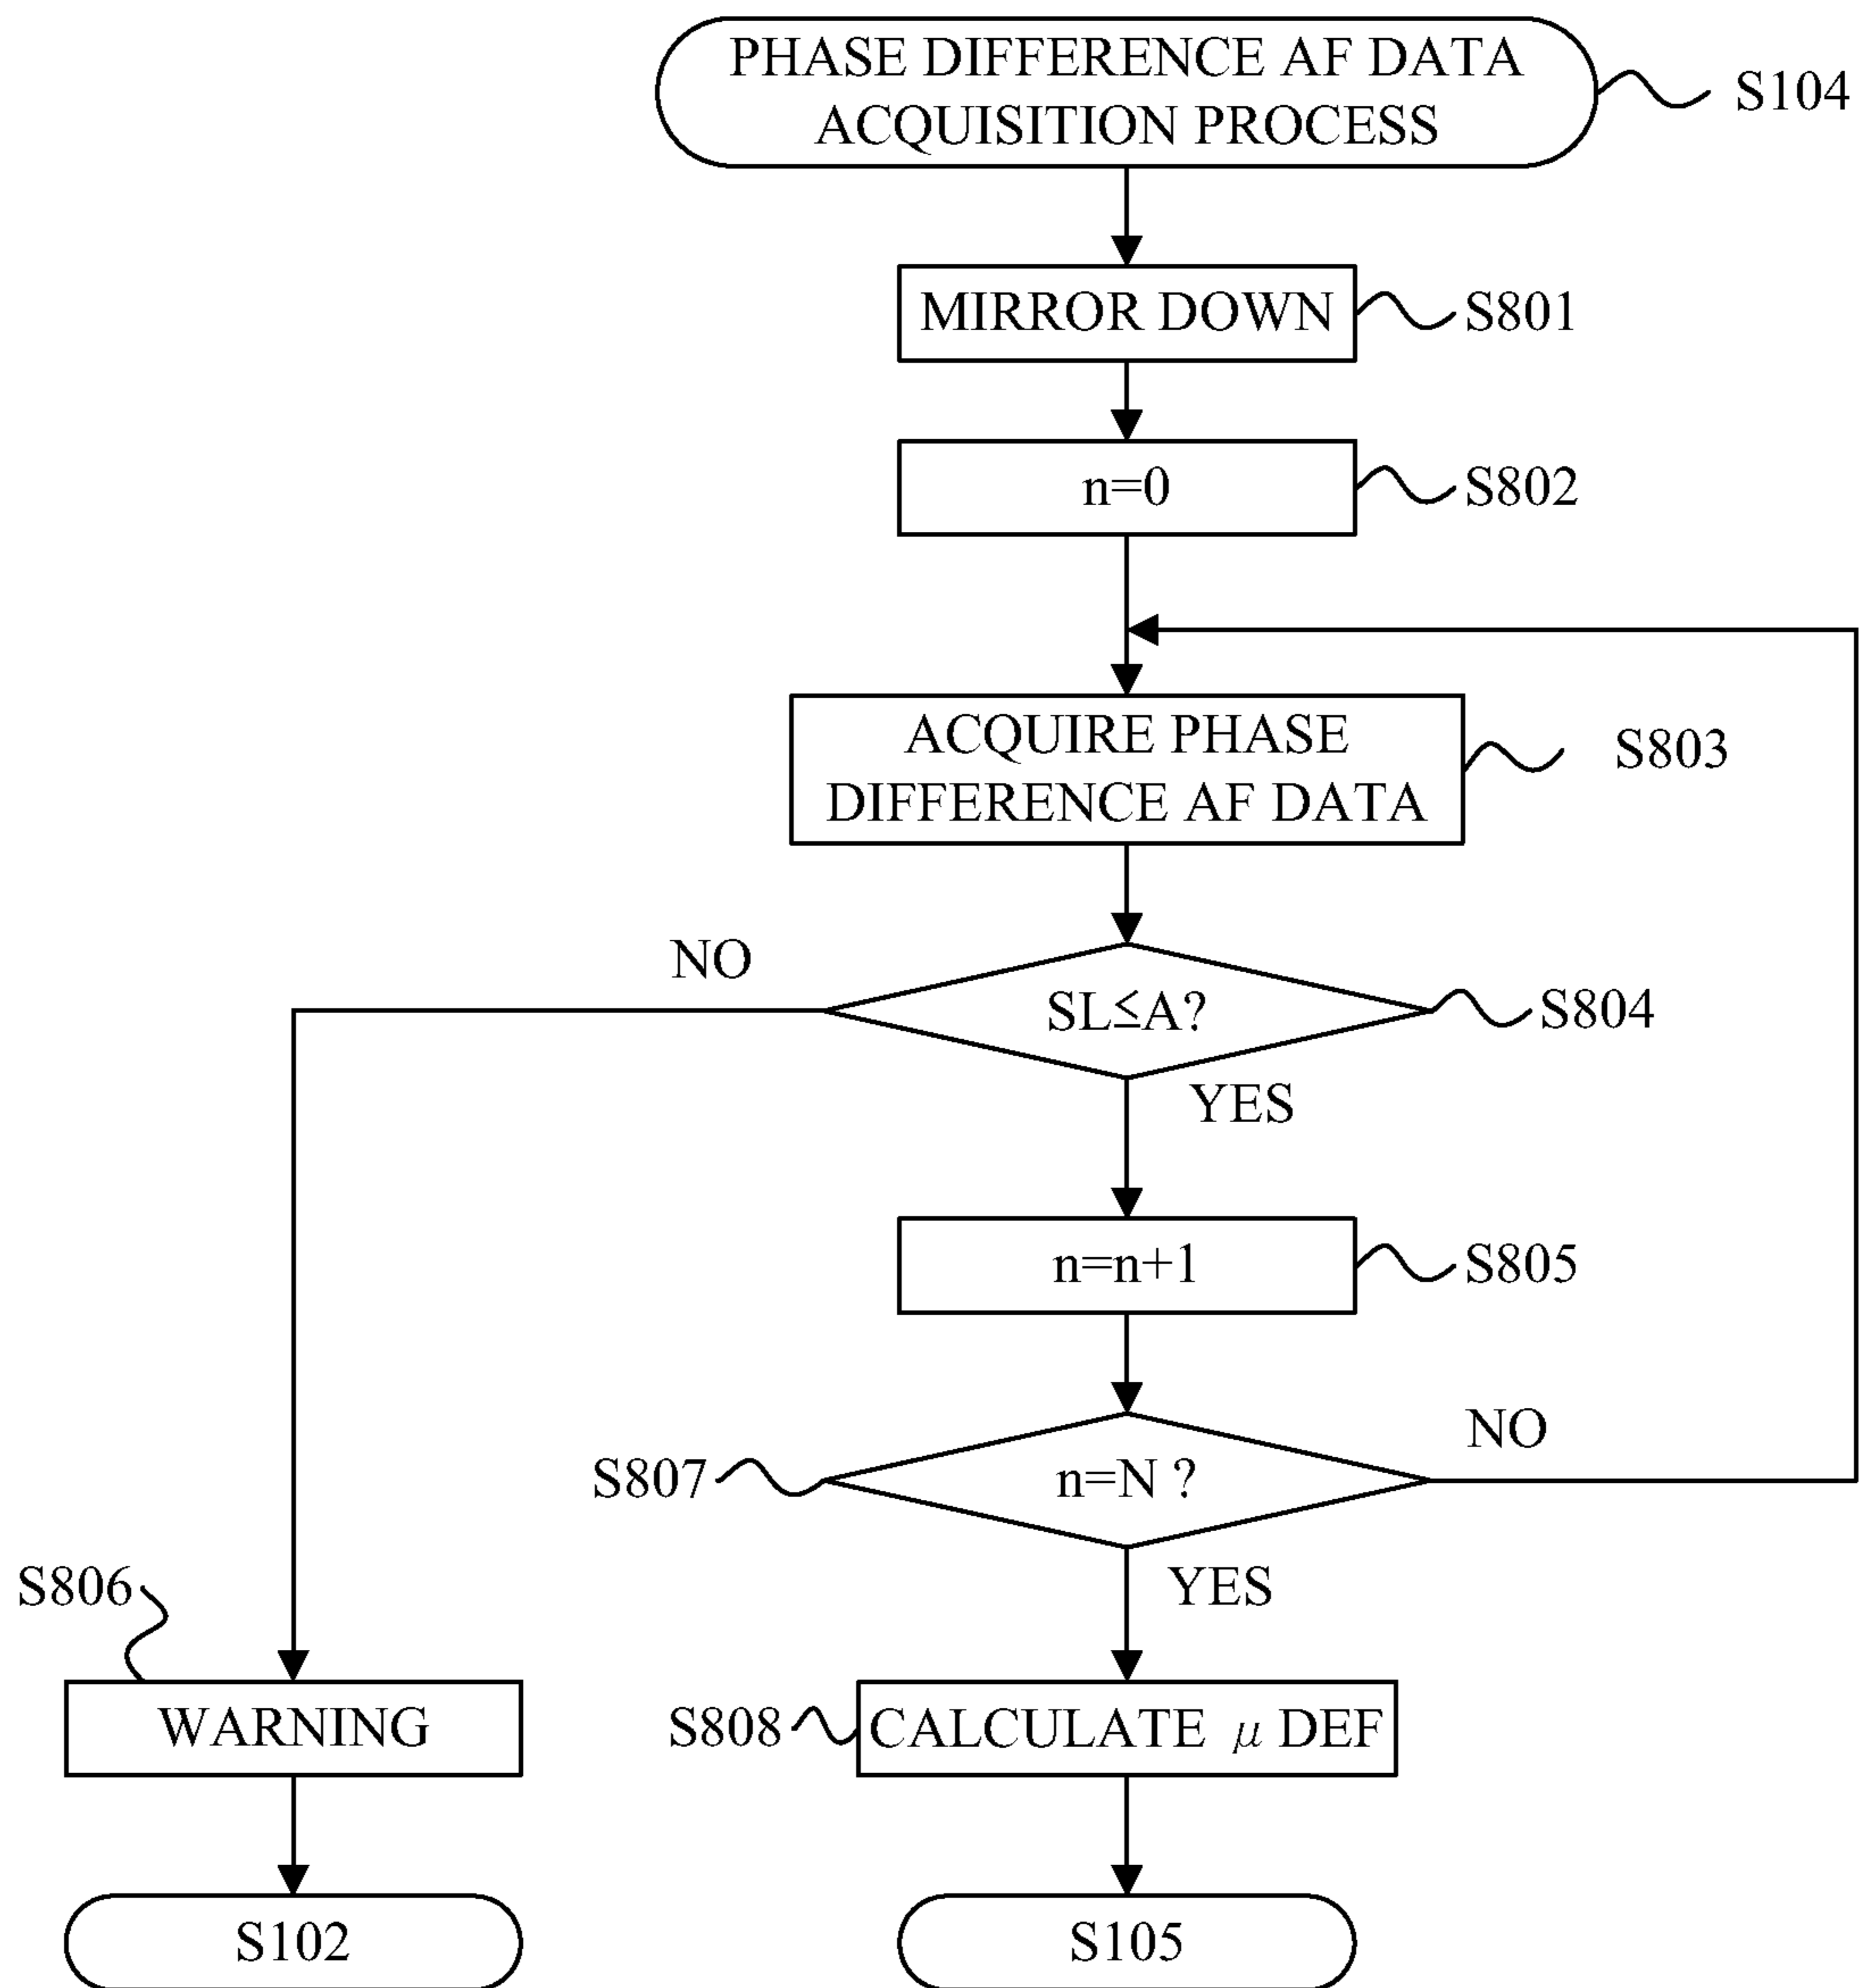 PHASE DIFFERENCE AF DATA
ACQUISITION PROCESS
S104
MIRROR DOWN
S801
n=0
S802
ACQUIRE PHASE
DIFFERENCE AF DATA
S803
NO
SL≤A?
S804
YES
n=n+1
S805
NO
n=N ?
S807
YES
S806
WARNING
S808
CALCULATE μ DEF
S102
S105